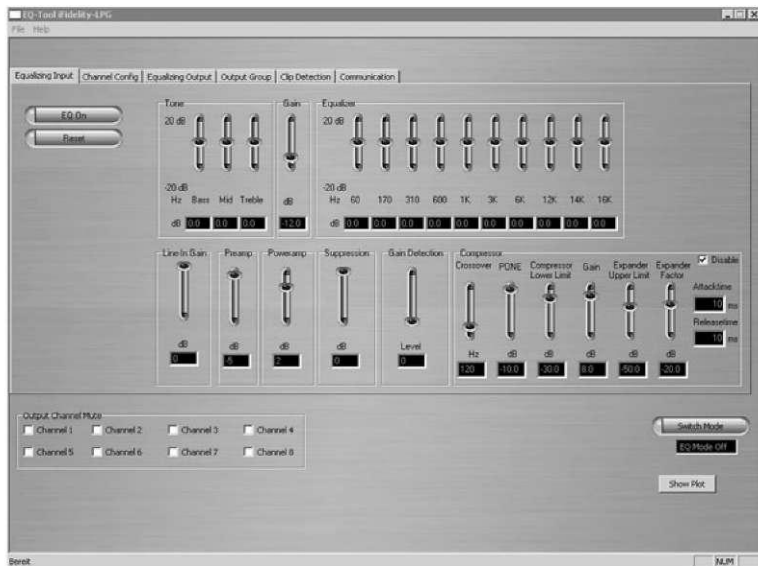 EQ-Tool iFidelity-LPG
File Help
Equalizing Input Channel Config Equalizing Output Output Group Clip Detection Communication
EQ On
Reset
Tone
20 dB
-20 dB
Hz Bass Mid Treble
dB 0.0 0.0 0.0
Gain
dB
-12.0
Equalizer
20 dB
-20 dB
Hz 60 170 310 600 1K 3K 6K 12K 14K 16K
dB 0.0 0.0 0.0 0.0 0.0 0.0 0.0 0.0 0.0 0.0
Line-In Gain
dB
0
Preamp
dB
-5
Poweramp
dB
2
Suppression
dB
0
Gain Detection
Level
0
Compressor
Disable
Crossover PONE Compressor Lower Limit Gain Expander Upper Limit Expander Factor
Hz dB dB dB dB dB
120 -10.0 -30.0 8.0 -50.0 -20.0
Attacktime
10 ms
Releasetime
10 ms
Output Channel Mute
Channel 1 Channel 2 Channel 3 Channel 4
Channel 5 Channel 6 Channel 7 Channel 8
Switch Mode
EQ Mode Off
Show Plot
Bereit NUM